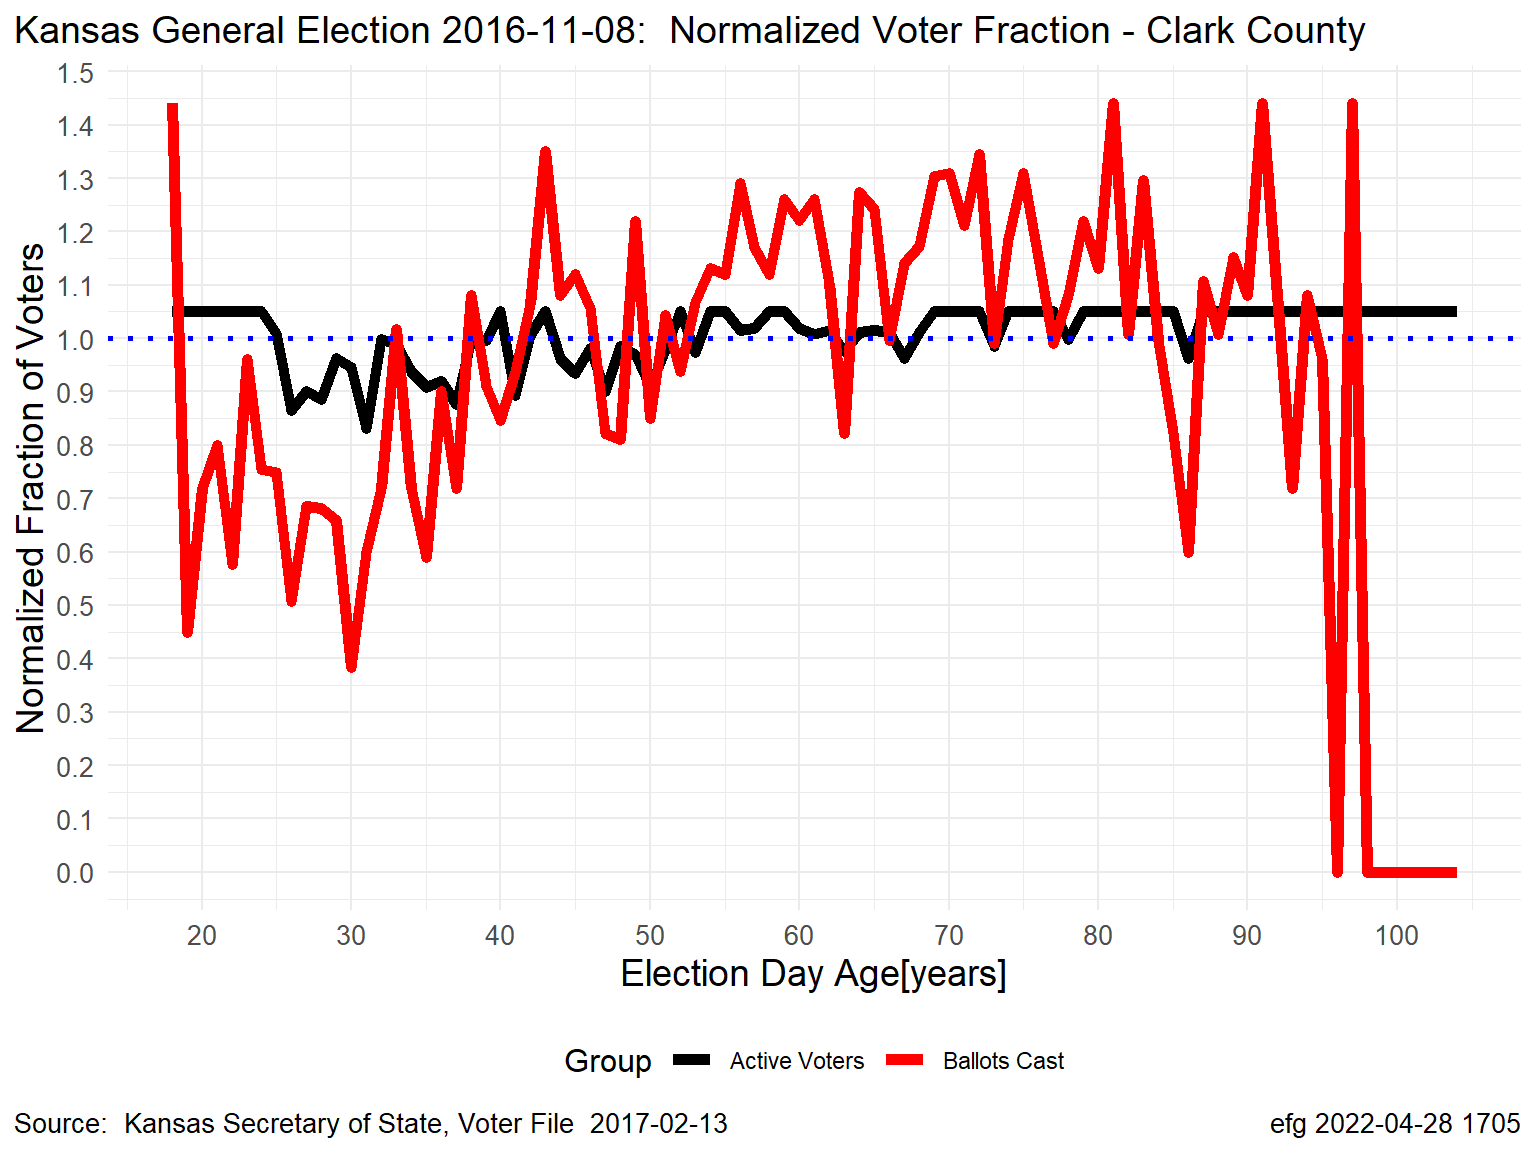 Kansas General Election 2016-11-08:  Normalized Voter Fraction - Clark County
Normalized Fraction of Voters
1.5
1.4
1.3
1.2
1.1
1.0
0.9
0.8
0.7
0.6
0.5
0.4
0.3
0.2
0.1
0.0
20 30 40 50 60 70 80 90 100
Election Day Age[years]
Group Active Voters Ballots Cast
Source:  Kansas Secretary of State, Voter File  2017-02-13
efg 2022-04-28 1705